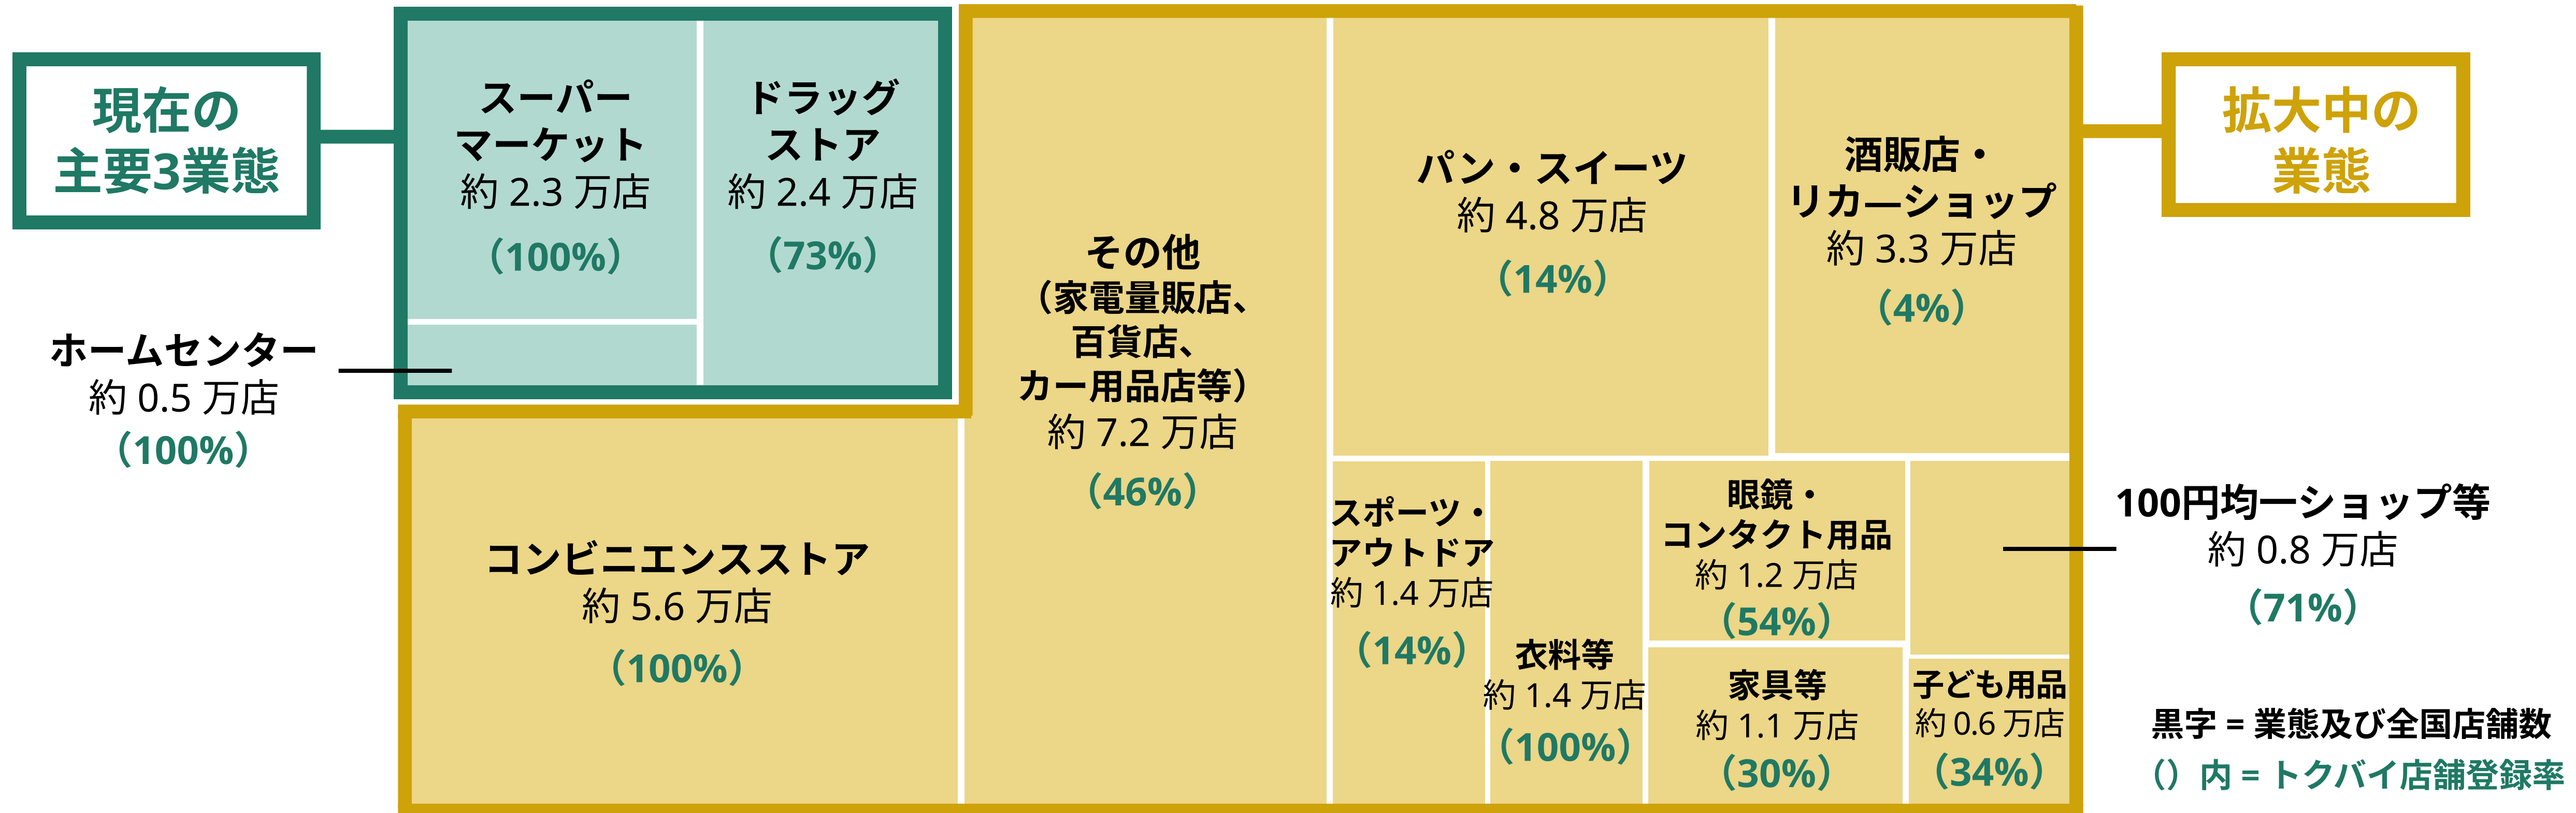 現在の
主要3業態
スーパー
マーケット
約 2.3 万店
（100%）
ドラッグ
ストア
約 2.4 万店
（73%）
ホームセンター
約 0.5 万店
（100%）
コンビニエンスストア
約 5.6 万店
（100%）
その他
（家電量販店、
百貨店、
カー用品店等）
約 7.2 万店
（46%）
パン・スイーツ
約 4.8 万店
（14%）
酒販店・
リカーショップ
約 3.3 万店
（4%）
拡大中の
業態
スポーツ・
アウトドア
約 1.4 万店
（14%）
衣料等
約 1.4 万店
（100%）
眼鏡・
コンタクト用品
約 1.2 万店
（54%）
家具等
約 1.1 万店
（30%）
100円均一ショップ等
約 0.8 万店
（71%）
子ども用品
約 0.6 万店
（34%）
黒字 = 業態及び全国店舗数
（）内 = トクバイ店舗登録率